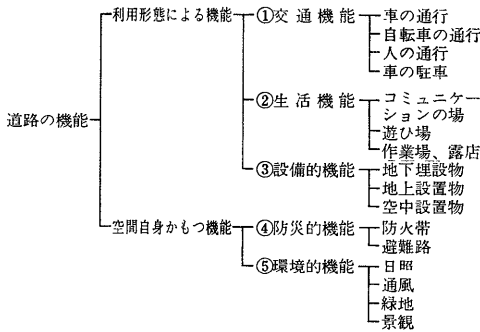 道路の機能
利用形態による機能
①交通機能
車の通行
自転車の通行
人の通行
車の駐車
②生活機能
コミュニケー
ションの場
遊ひ場
作業場、露店
③設備的機能
地下埋設物
地上設置物
空中設置物
空間自身かもつ機能
④防災的機能
防火帯
避難路
⑤環境的機能
日照
通風
緑地
景観